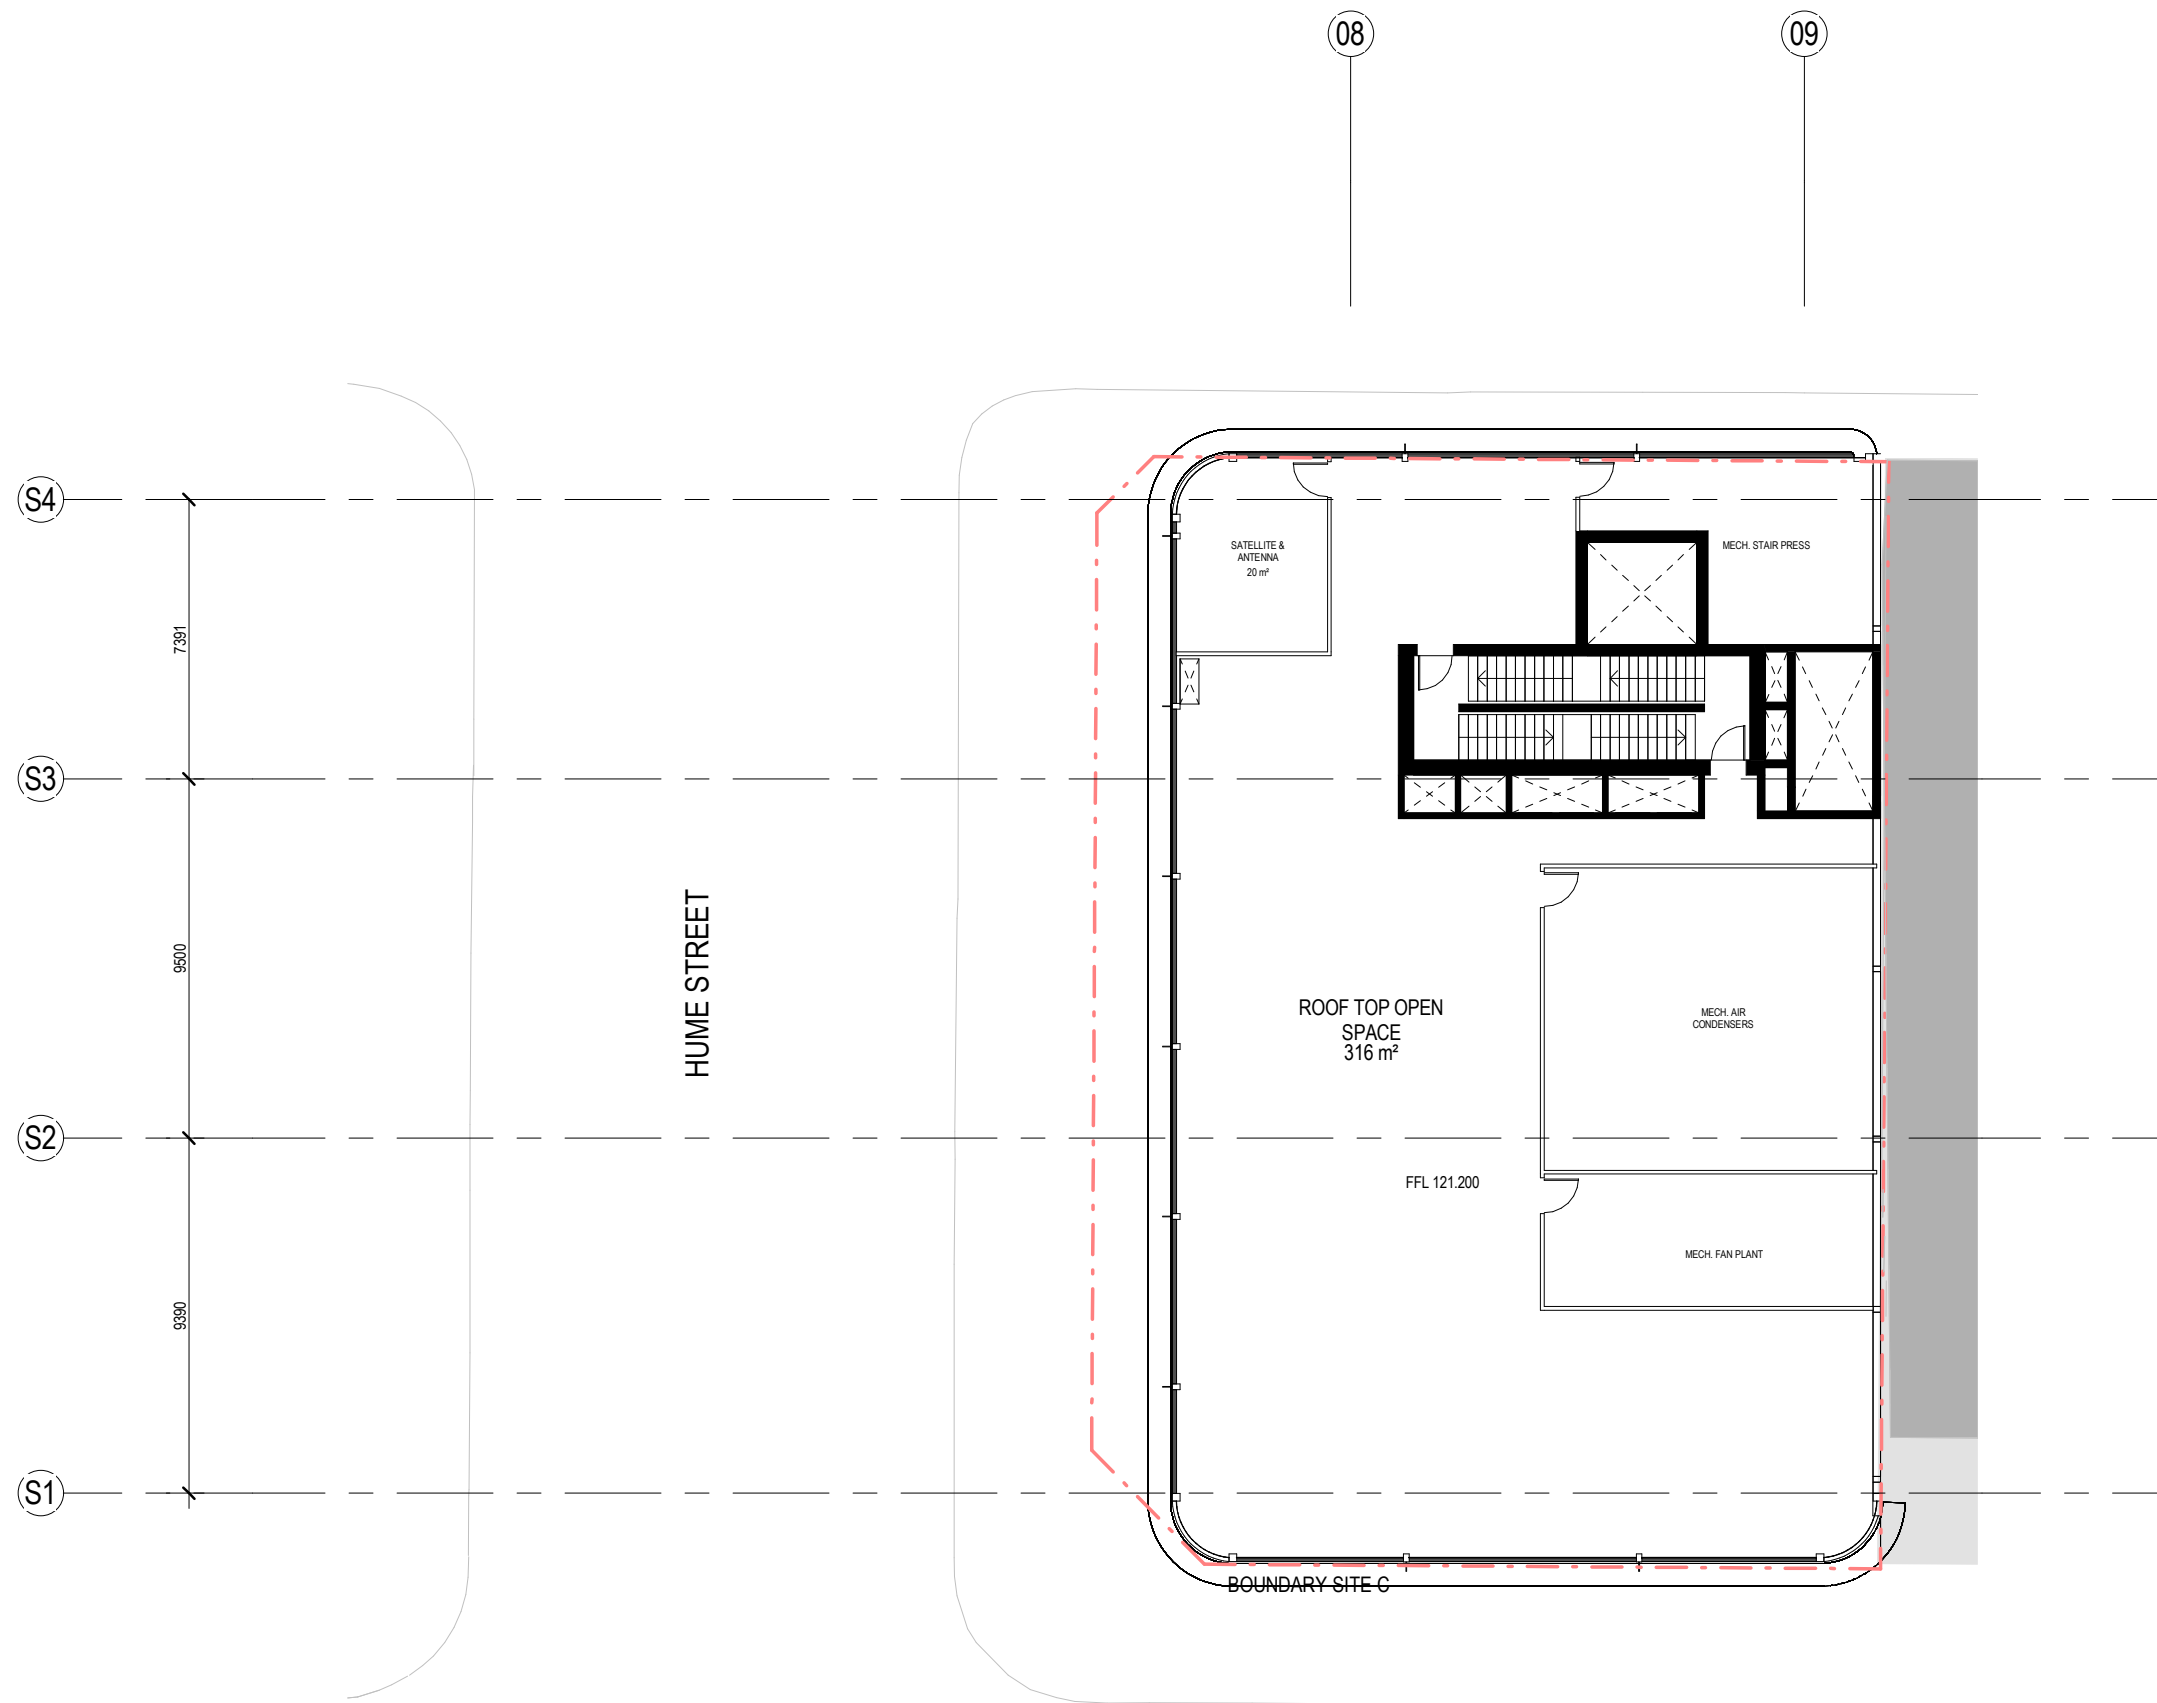 08
09
S4
SATELLITE &
ANTENNA
20 m²
MECH. STAIR PRESS
7391
S3
9500
HUME STREET
ROOF TOP OPEN
SPACE
316 m²
MECH. AIR
CONDENSERS
S2
FFL 121.200
MECH. FAN PLANT
9390
S1
BOUNDARY SITE C